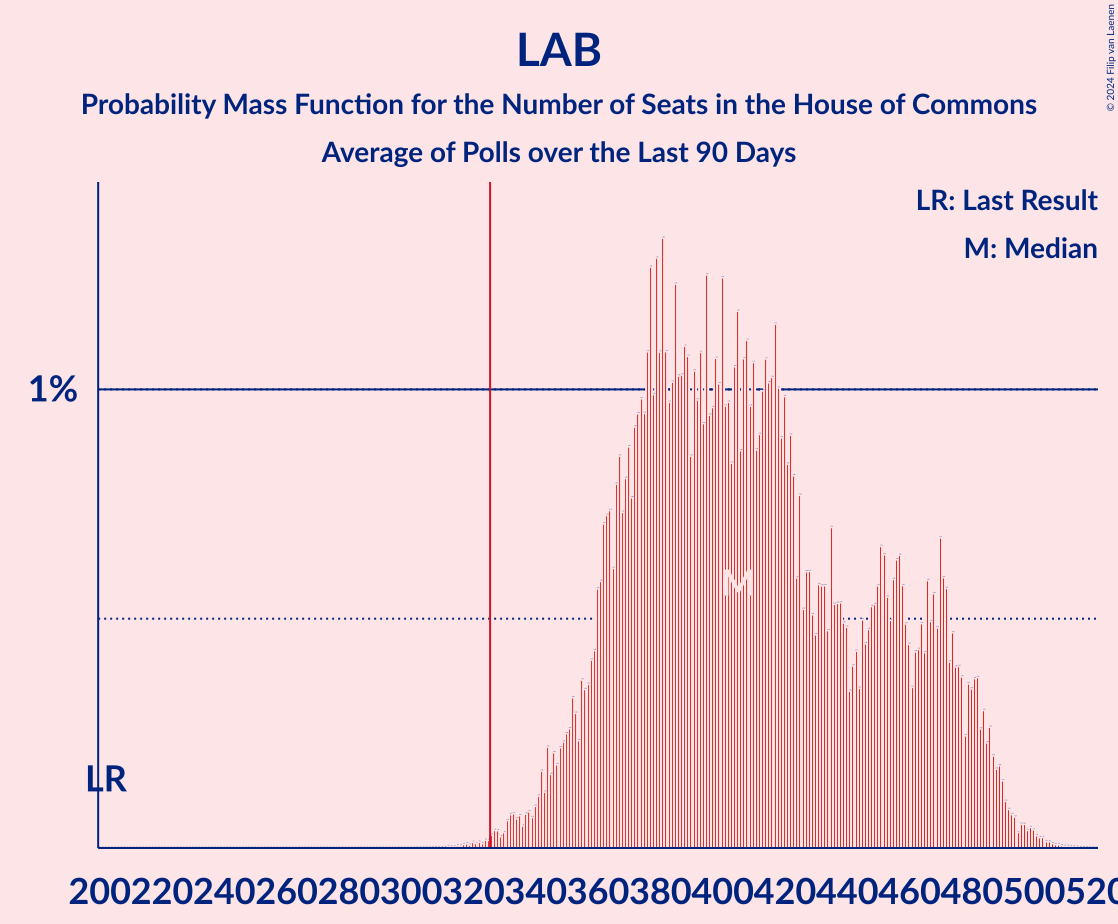 LAB
Probability Mass Function for the Number of Seats in the House of Commons
Average of Polls over the Last 90 Days
© 2024 Filip van Laenen
LR: Last Result
M: Median
1%
M
LR
200220240260280300320340360380400420440460480500520